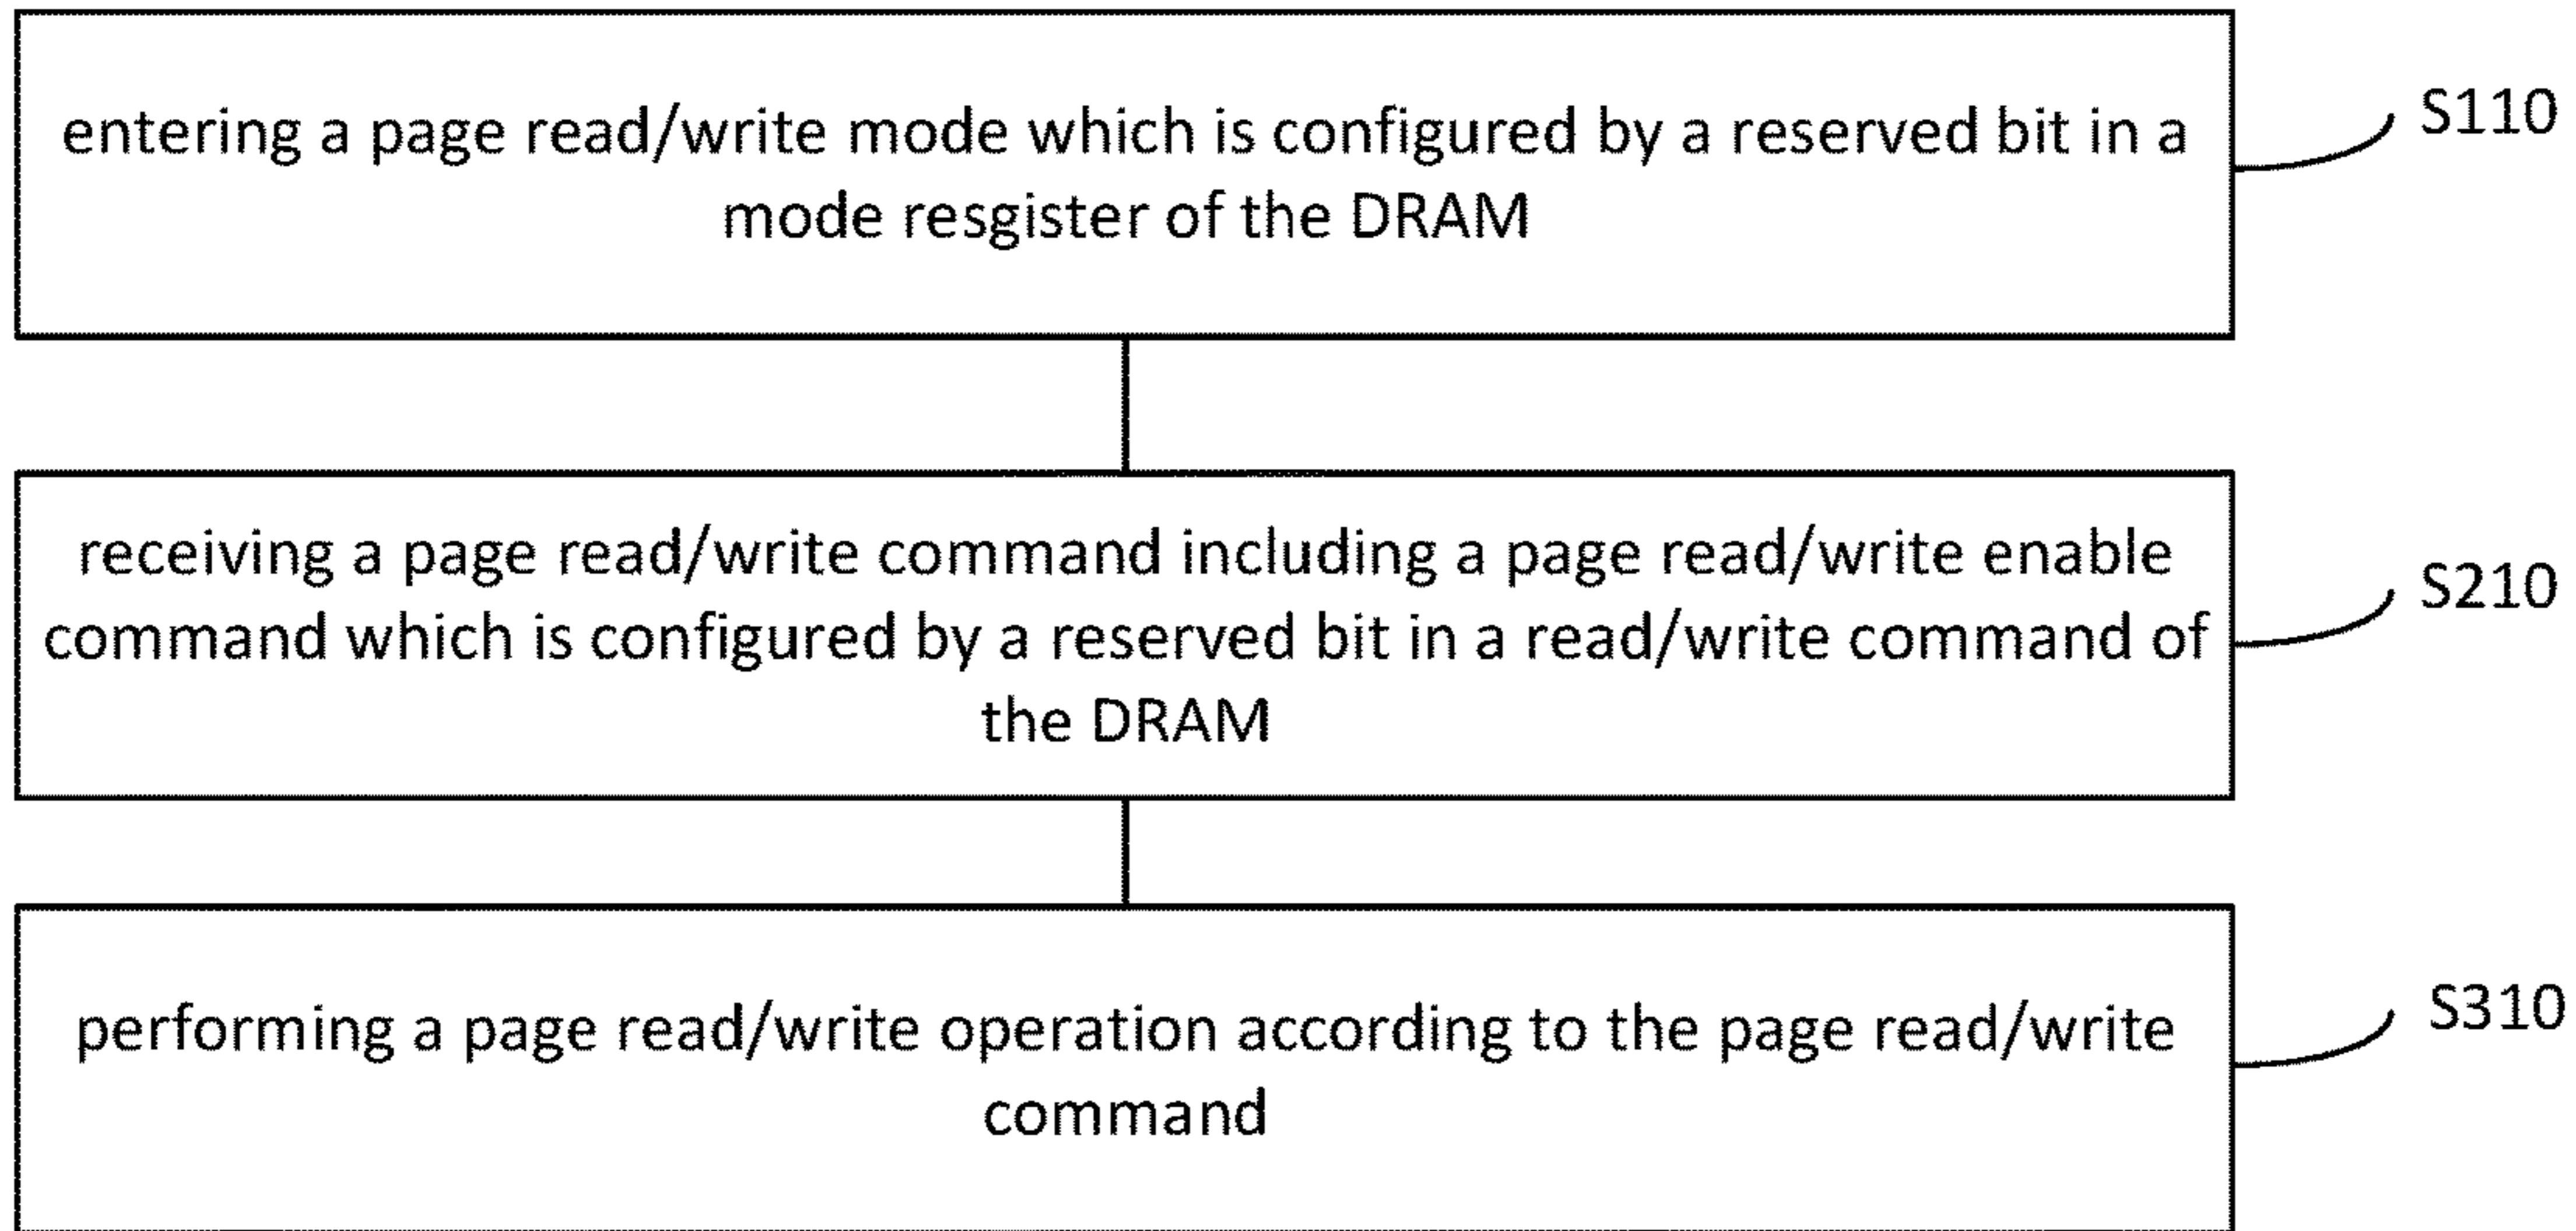 entering a page read/write mode which is configured by a reserved bit in a
mode resgister of the DRAM
S110
receiving a page read/write command including a page read/write enable
command which is configured by a reserved bit in a read/write command of
the DRAM
S210
performing a page read/write operation according to the page read/write
command
S310